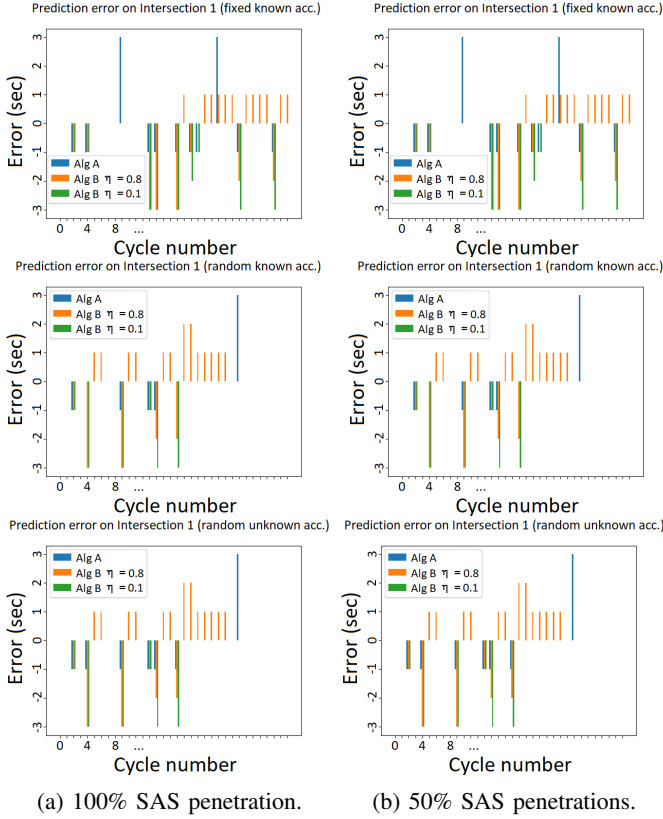 Prediction error on Intersection 1 (fixed known acc.)
Error (sec)
3
2
1
0
-1
-2
-3
Alg A
Alg B η = 0.8
Alg B η = 0.1
0 4 8 ...
Cycle number
Prediction error on Intersection 1 (fixed known acc.)
Error (sec)
3
2
1
0
-1
-2
-3
Alg A
Alg B η = 0.8
Alg B η = 0.1
0 4 8 ...
Cycle number
Prediction error on Intersection 1 (random known acc.)
Error (sec)
3
2
1
0
-1
-2
-3
Alg A
Alg B η = 0.8
Alg B η = 0.1
0 4 8 ...
Cycle number
Prediction error on Intersection 1 (random known acc.)
Error (sec)
3
2
1
0
-1
-2
-3
Alg A
Alg B η = 0.8
Alg B η = 0.1
0 4 8 ...
Cycle number
Prediction error on Intersection 1 (random unknown acc.)
Error (sec)
3
2
1
0
-1
-2
-3
Alg A
Alg B η = 0.8
Alg B η = 0.1
0 4 8 ...
Cycle number
Prediction error on Intersection 1 (random unknown acc.)
Error (sec)
3
2
1
0
-1
-2
-3
Alg A
Alg B η = 0.8
Alg B η = 0.1
0 4 8 ...
Cycle number
(a) 100% SAS penetration.
(b) 50% SAS penetrations.